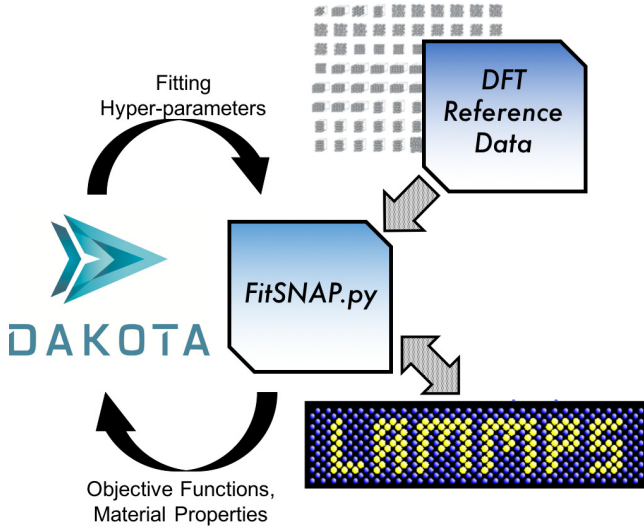 Fitting
Hyper-parameters
DFT
Reference
Data
FitSNAP.py
DAKOTA
LAMMPS
Objective Functions,
Material Properties